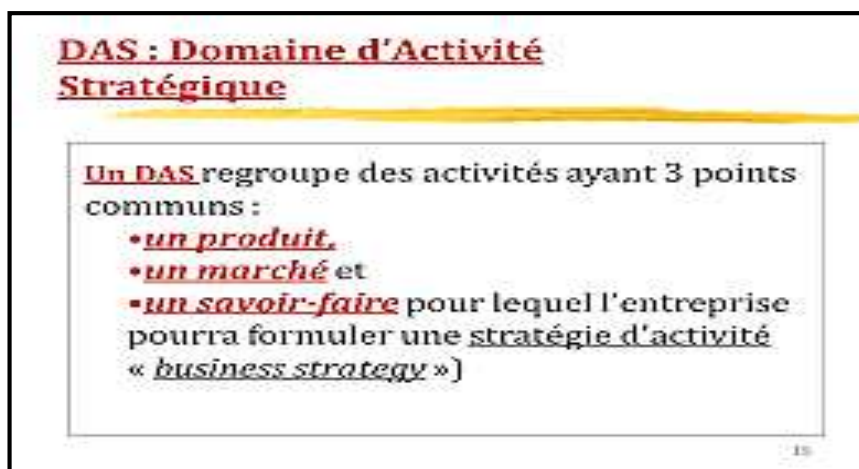 DAS : Domaine d'Activité
Stratégique
Un DAS regroupe des activités ayant 3 points
communs :
•un produit,
•un marché et
•un savoir-faire pour lequel l'entreprise
pourra formuler une stratégie d'activité
« business strategy »)